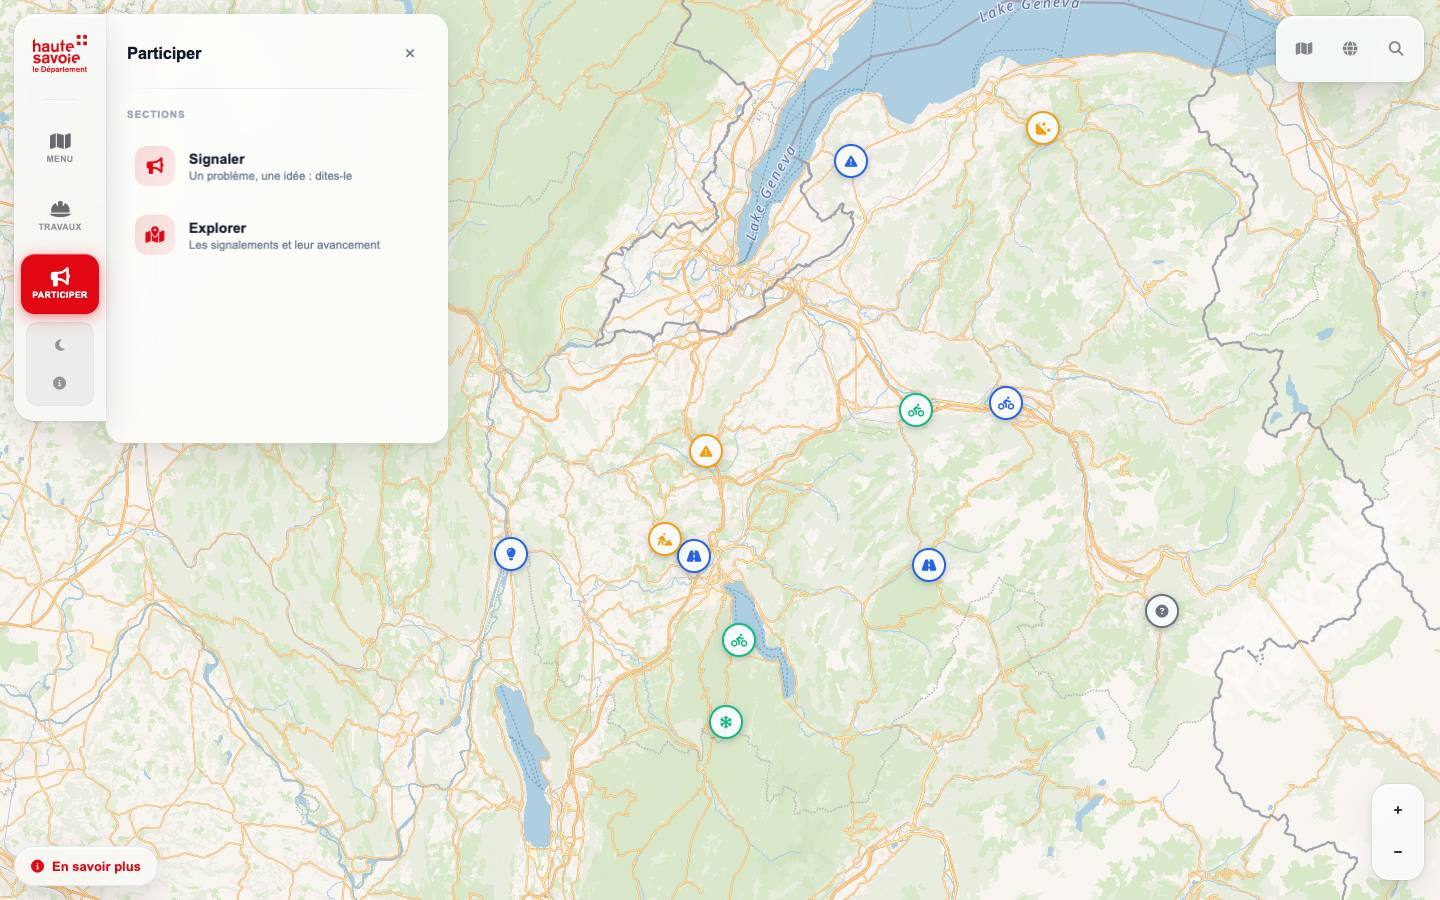 haute
savoie
le Département
MENU
TRAVAUX
PARTICIPER
Participer
SECTIONS
Signaler
Un problème, une idée : dites-le
Explorer
Les signalements et leur avancement
Lake Geneva
Lake Geneva
En savoir plus